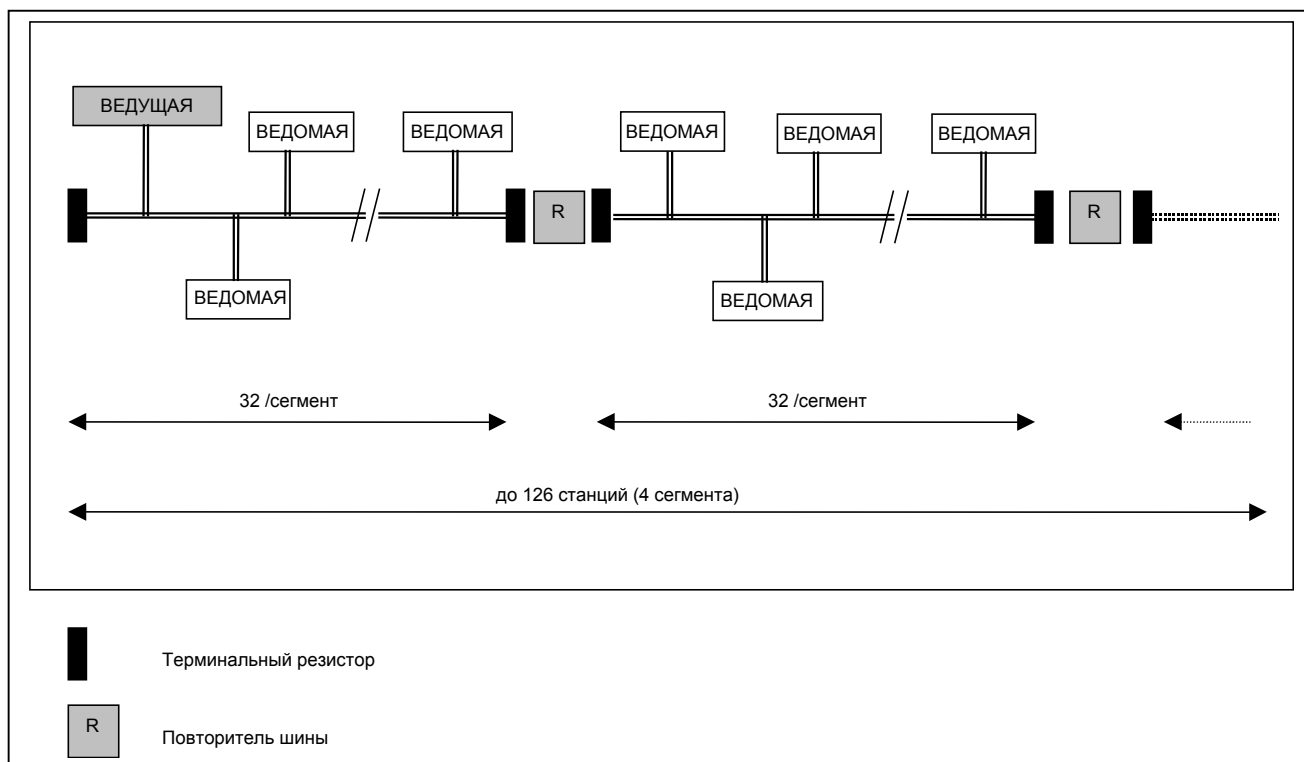 ВЕДУЩАЯ
ВЕДОМАЯ
ВЕДОМАЯ
ВЕДОМАЯ
ВЕДОМАЯ
ВЕДОМАЯ
R
R
ВЕДОМАЯ
ВЕДОМАЯ
32 /сегмент
32 /сегмент
до 126 станций (4 сегмента)
Терминальный резистор
R
Повторитель шины